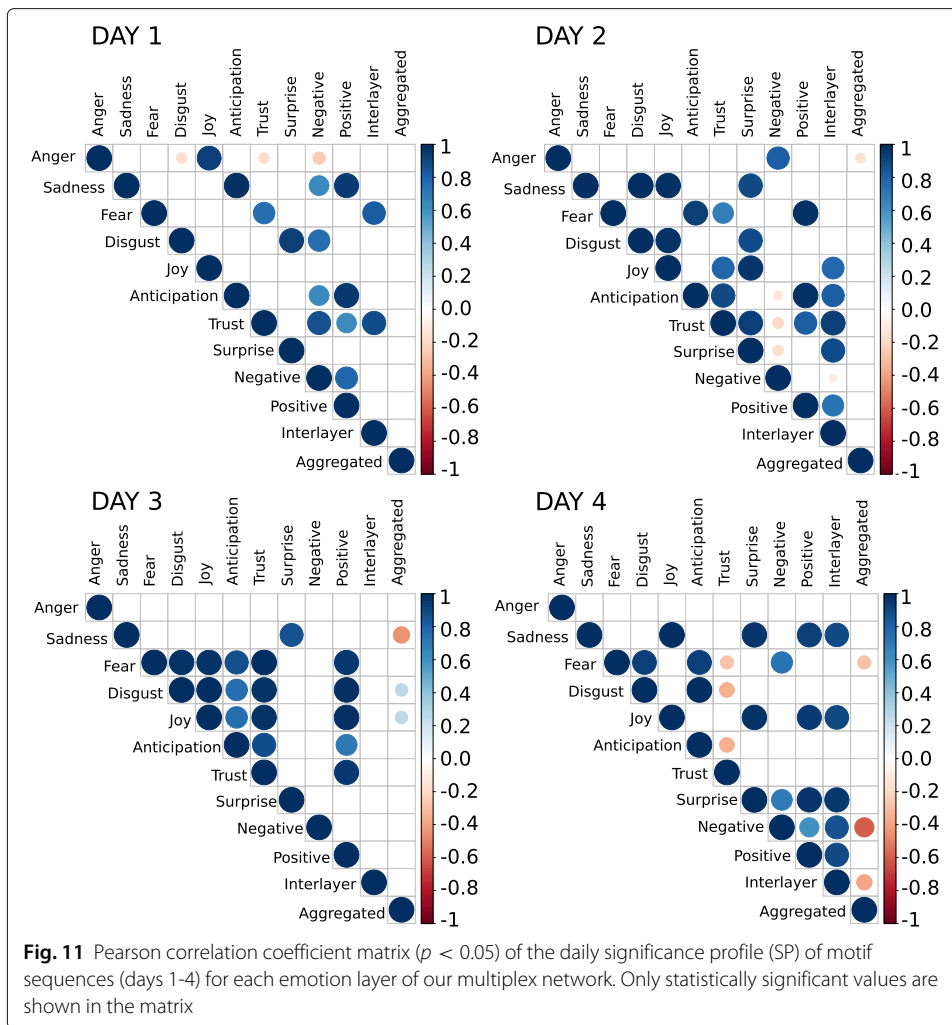 DAY 1
Anger
Sadness
Fear
Disgust
Joy
Anticipation
Trust
Surprise
Negative
Positive
Interlayer
Aggregated
Anger
Sadness
Fear
Disgust
Joy
Anticipation
Trust
Surprise
Negative
Positive
Interlayer
Aggregated
1
0.8
0.6
0.4
0.2
0.0
-0.2
-0.4
-0.6
-0.8
-1
DAY 2
Anger
Sadness
Fear
Disgust
Joy
Anticipation
Trust
Surprise
Negative
Positive
Interlayer
Aggregated
Anger
Sadness
Fear
Disgust
Joy
Anticipation
Trust
Surprise
Negative
Positive
Interlayer
Aggregated
1
0.8
0.6
0.4
0.2
0.0
-0.2
-0.4
-0.6
-0.8
-1
DAY 3
Anger
Sadness
Fear
Disgust
Joy
Anticipation
Trust
Surprise
Negative
Positive
Interlayer
Aggregated
Anger
Sadness
Fear
Disgust
Joy
Anticipation
Trust
Surprise
Negative
Positive
Interlayer
Aggregated
1
0.8
0.6
0.4
0.2
0.0
-0.2
-0.4
-0.6
-0.8
-1
DAY 4
Anger
Sadness
Fear
Disgust
Joy
Anticipation
Trust
Surprise
Negative
Positive
Interlayer
Aggregated
Anger
Sadness
Fear
Disgust
Joy
Anticipation
Trust
Surprise
Negative
Positive
Interlayer
Aggregated
1
0.8
0.6
0.4
0.2
0.0
-0.2
-0.4
-0.6
-0.8
-1
Fig. 11 Pearson correlation coefficient matrix (p < 0.05) of the daily significance profile (SP) of motif
sequences (days 1-4) for each emotion layer of our multiplex network. Only statistically significant values are
shown in the matrix